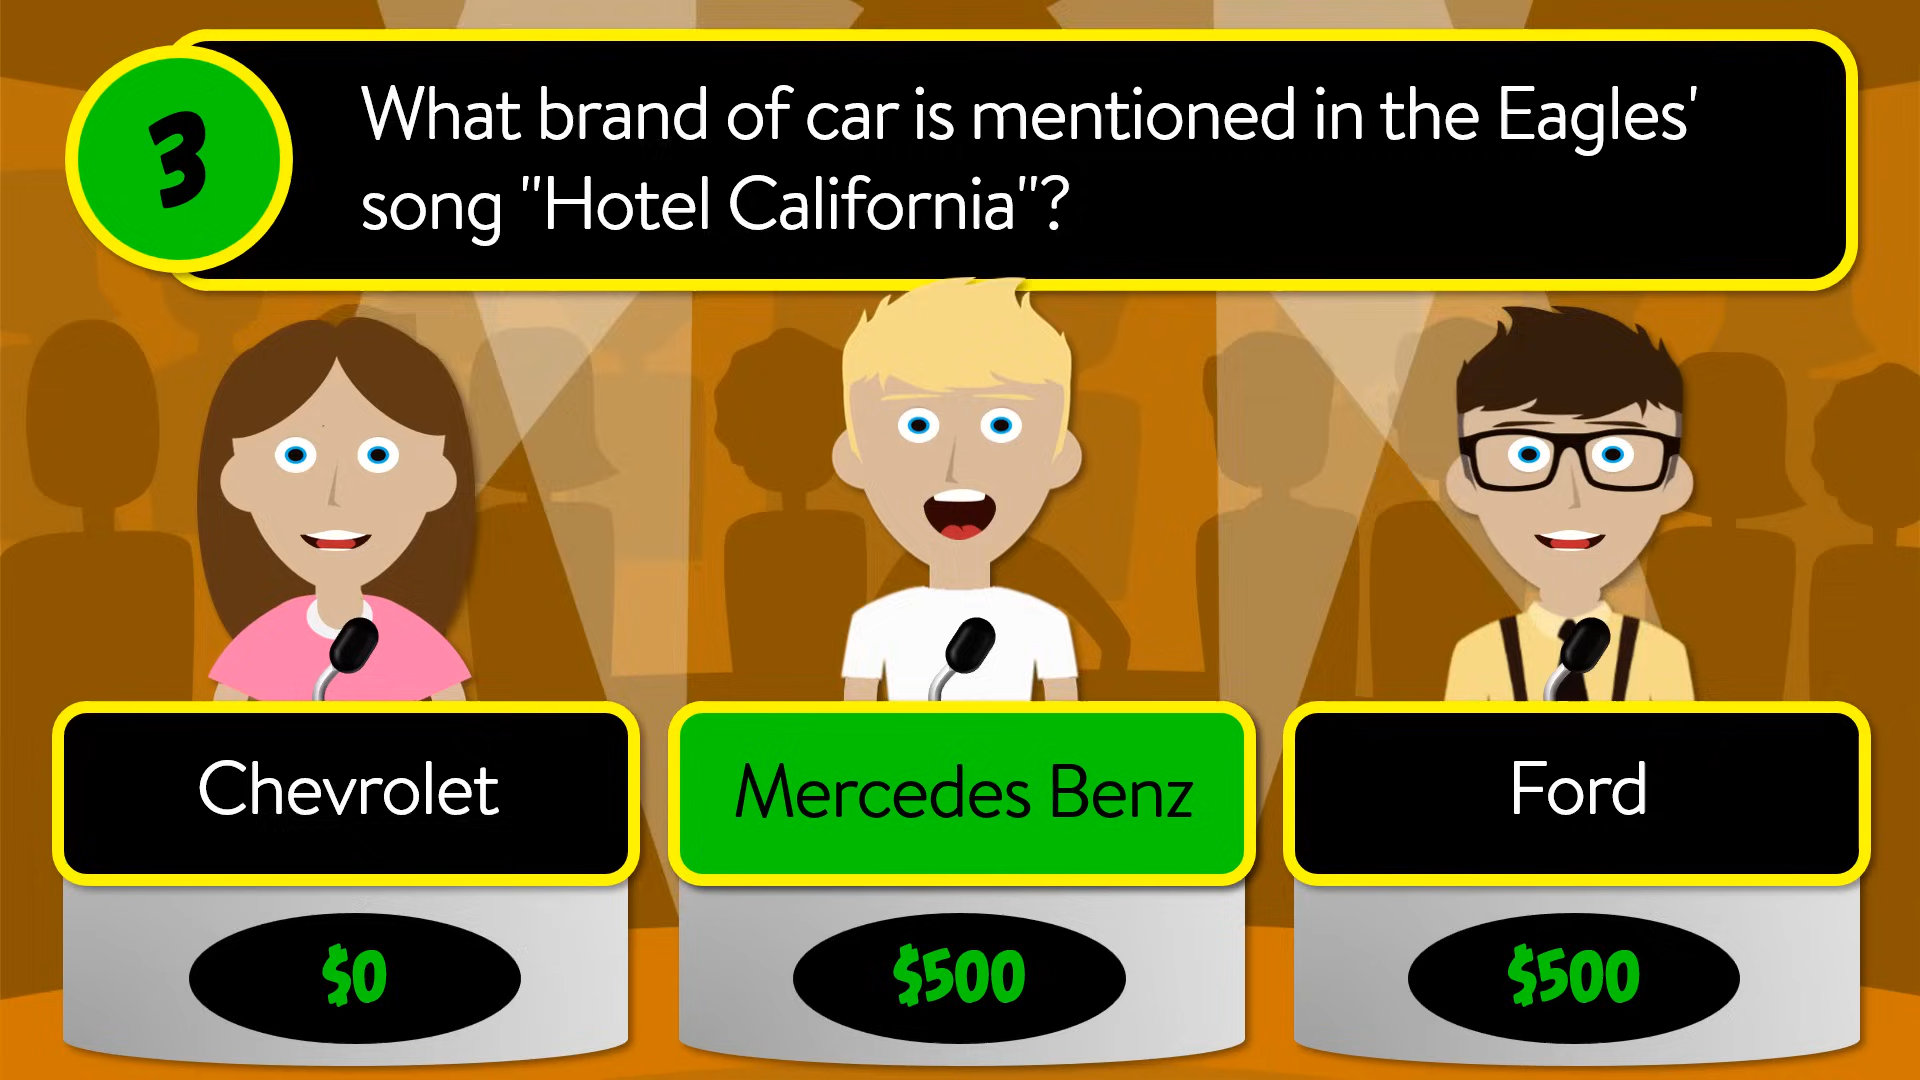 3
What brand of car is mentioned in the Eagles'
song "Hotel California"?
Chevrolet
Mercedes Benz
Ford
$0
$500
$500